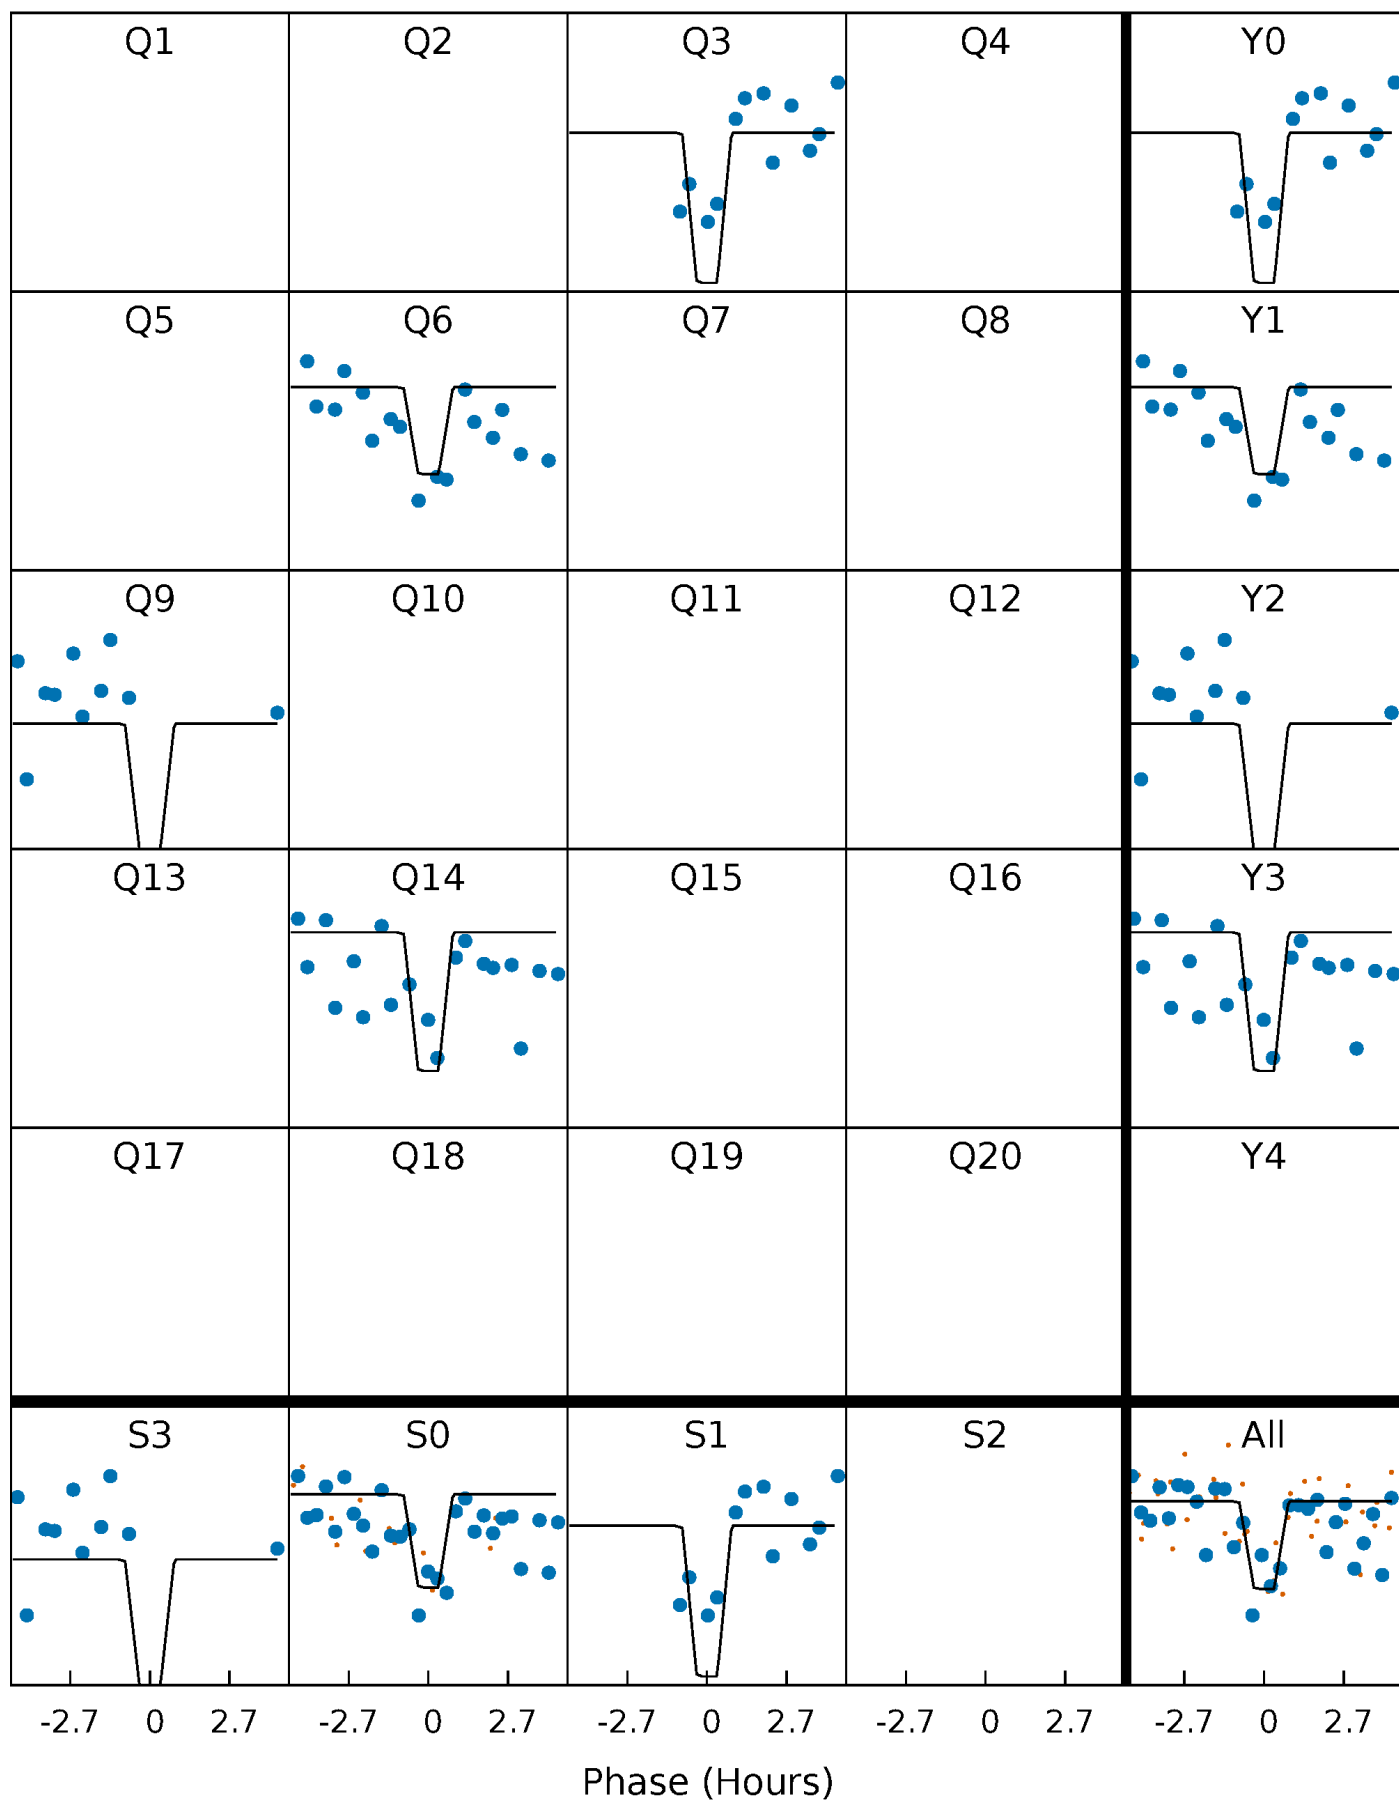 Q1 Q2 Q3 Q4 Y0
Q5 Q6 Q7 Q8 Y1
Q9 Q10 Q11 Q12 Y2
Q13 Q14 Q15 Q16 Y3
Q17 Q18 Q19 Q20 Y4
S3 S0 S1 S2 All
-2.7 0 2.7 -2.7 0 2.7 -2.7 0 2.7 -2.7 0 2.7 -2.7 0 2.7
Phase (Hours)